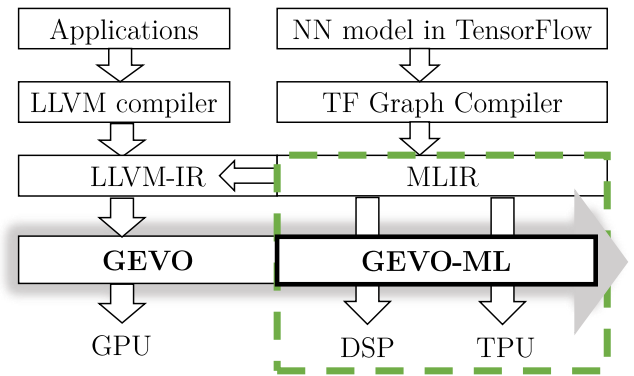 Applications
NN model in TensorFlow
LLVM compiler
TF Graph Compiler
LLVM-IR
MLIR
GEVO
GEVO-ML
GPU
DSP
TPU